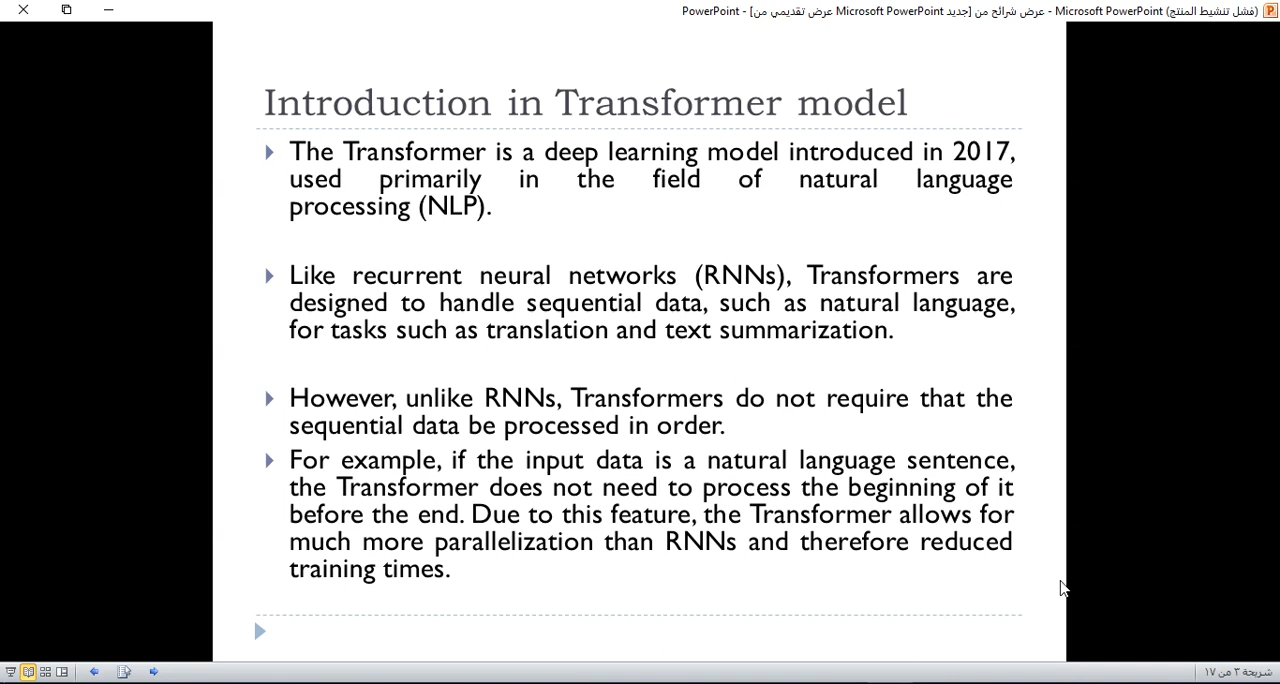 PowerPoint - [عرض شرائح من [جديد Microsoft PowerPoint عرض تقديمي من - Microsoft PowerPoint (فشل تنشيط المنتج)
Introduction in Transformer model
The Transformer is a deep learning model introduced in 2017,
used primarily in the field of natural language
processing (NLP).
Like recurrent neural networks (RNNs), Transformers are
designed to handle sequential data, such as natural language,
for tasks such as translation and text summarization.
However, unlike RNNs, Transformers do not require that the
sequential data be processed in order.
For example, if the input data is a natural language sentence,
the Transformer does not need to process the beginning of it
before the end. Due to this feature, the Transformer allows for
much more parallelization than RNNs and therefore reduced
training times.
شريحة ٣ من ١٧